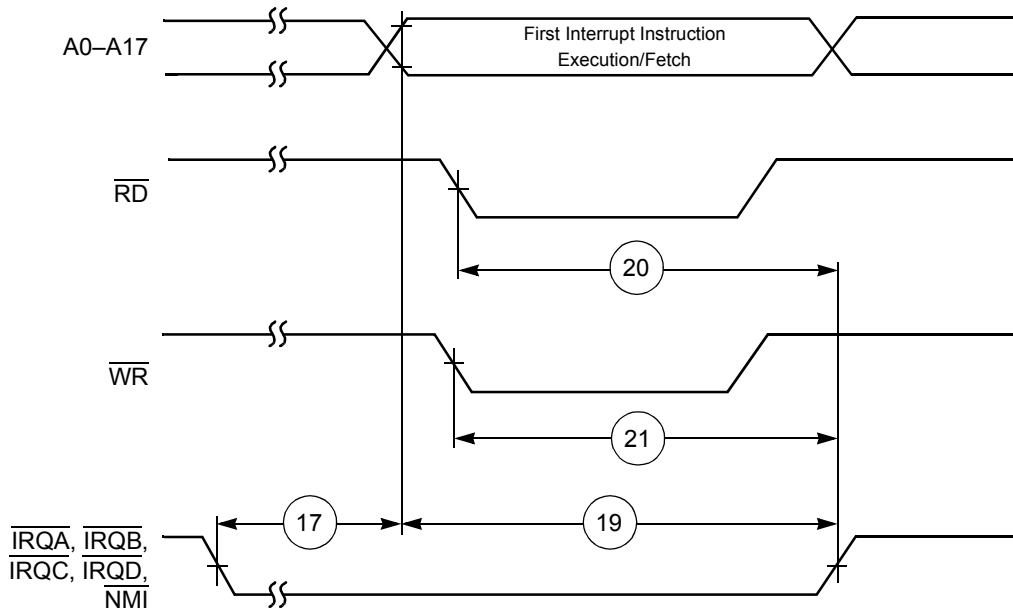 A0–A17
First Interrupt Instruction
Execution/Fetch
RD
20
WR
21
17
19
IRQA, IRQB,
IRQC, IRQD,
NMI